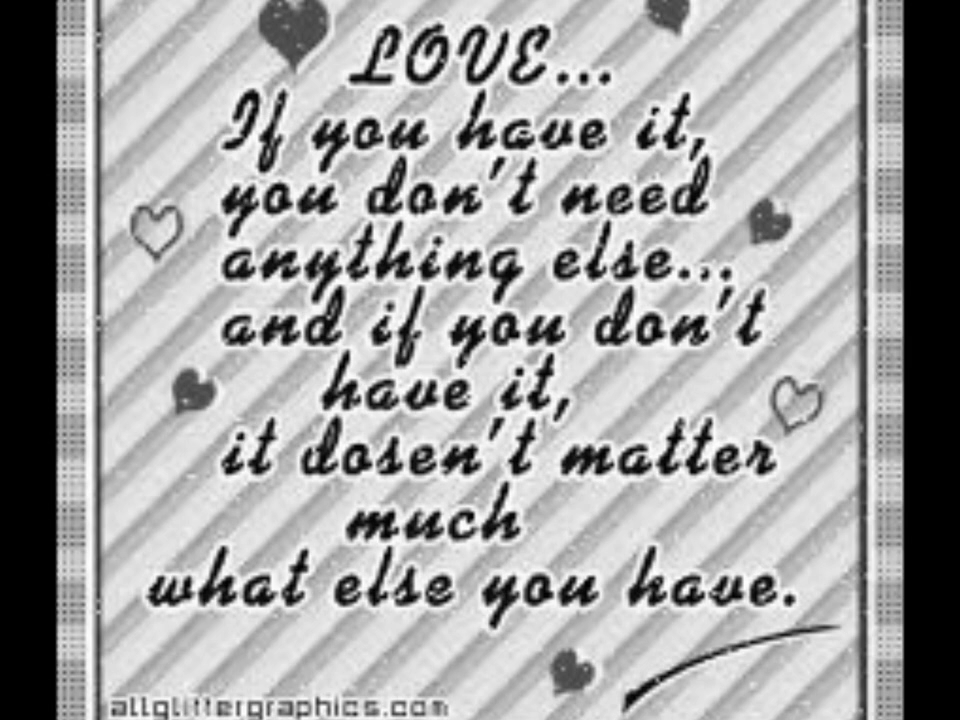 LOVE...
If you have it,
you don't need
anything else...
and if you don't
have it,
it dosen't matter
much
what else you have.
allglittergraphics.com